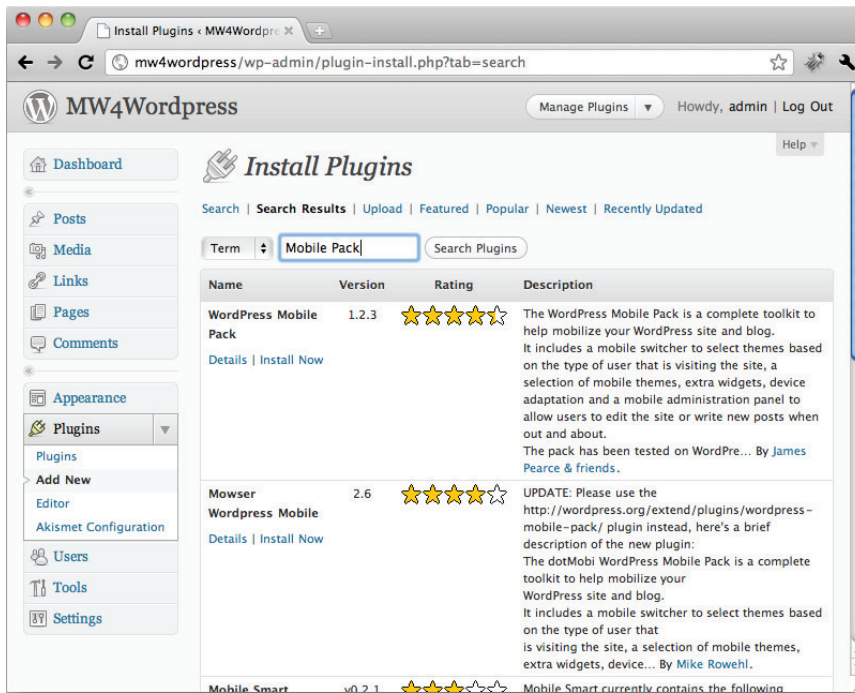 Install Plugins ‹ MW4Wordpre
mw4wordpress/wp-admin/plugin-install.php?tab=search
MW4Wordpress
Manage Plugins
Howdy, admin | Log Out
Help
Dashboard
Posts
Media
Links
Pages
Comments
Appearance
Plugins
Plugins
Add New
Editor
Akismet Configuration
Users
Tools
Settings
Install Plugins
Search | Search Results | Upload | Featured | Popular | Newest | Recently Updated
Term
Mobile Pack
Search Plugins
Name Version Rating Description
WordPress Mobile
Pack
1.2.3
Details | Install Now
The WordPress Mobile Pack is a complete toolkit to
help mobilize your WordPress site and blog.
It includes a mobile switcher to select themes based
on the type of user that is visiting the site, a
selection of mobile themes, extra widgets, device
adaptation and a mobile administration panel to
allow users to edit the site or write new posts when
out and about.
The pack has been tested on WordPre... By James
Pearce & friends.
Mowser
Wordpress Mobile
2.6
Details | Install Now
UPDATE: Please use the
http://wordpress.org/extend/plugins/wordpress-
mobile-pack/ plugin instead, here's a brief
description of the new plugin:
The dotMobi WordPress Mobile Pack is a complete
toolkit to help mobilize your
WordPress site and blog.
It includes a mobile switcher to select themes based
on the type of user that
is visiting the site, a selection of mobile themes,
extra widgets, device... By Mike Rowehl.
Mobile Smart
v0.2.1
Mobile Smart currently contains the following